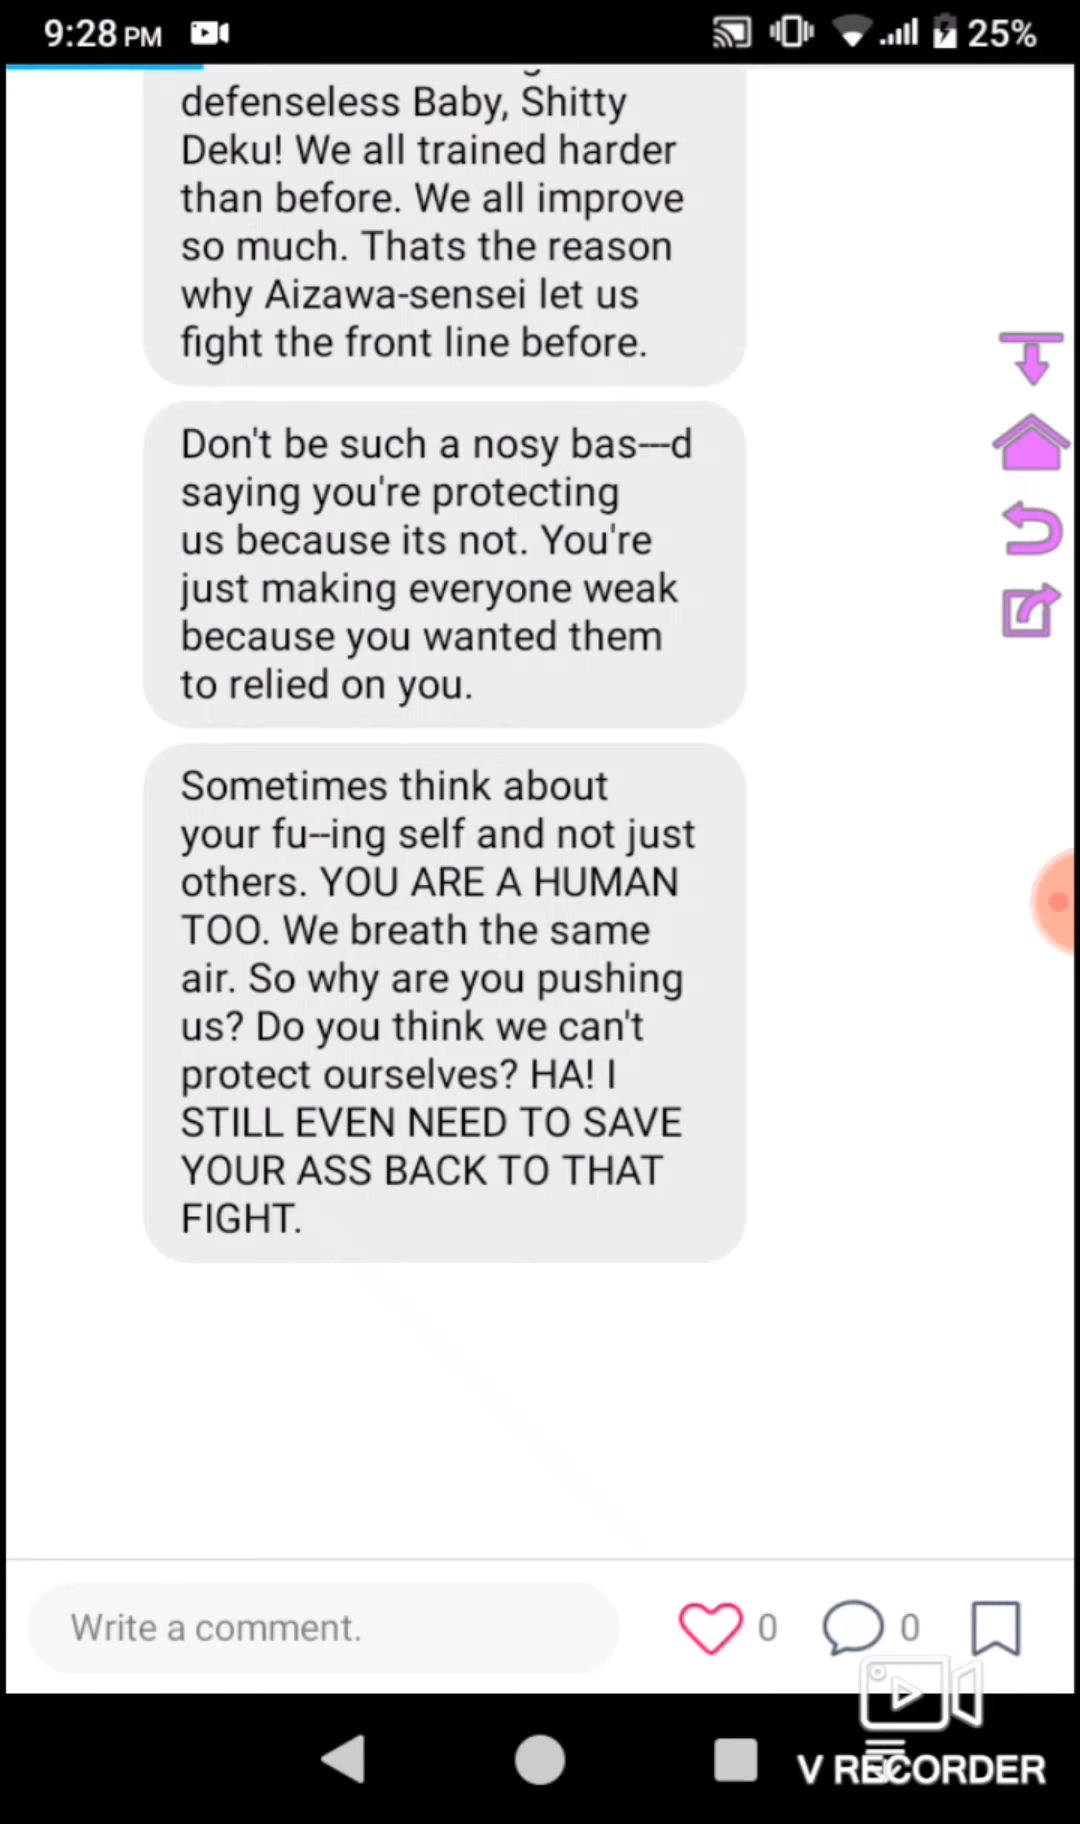 9:28 PM
25%
defenseless Baby, Shitty
Deku! We all trained harder
than before. We all improve
so much. Thats the reason
why Aizawa-sensei let us
fight the front line before.
Don't be such a nosy bas---d
saying you're protecting
us because its not. You're
just making everyone weak
because you wanted them
to relied on you.
Sometimes think about
your fu--ing self and not just
others. YOU ARE A HUMAN
TOO. We breath the same
air. So why are you pushing
us? Do you think we can't
protect ourselves? HA! I
STILL EVEN NEED TO SAVE
YOUR ASS BACK TO THAT
FIGHT.
Write a comment.
0
0
V RECORDER